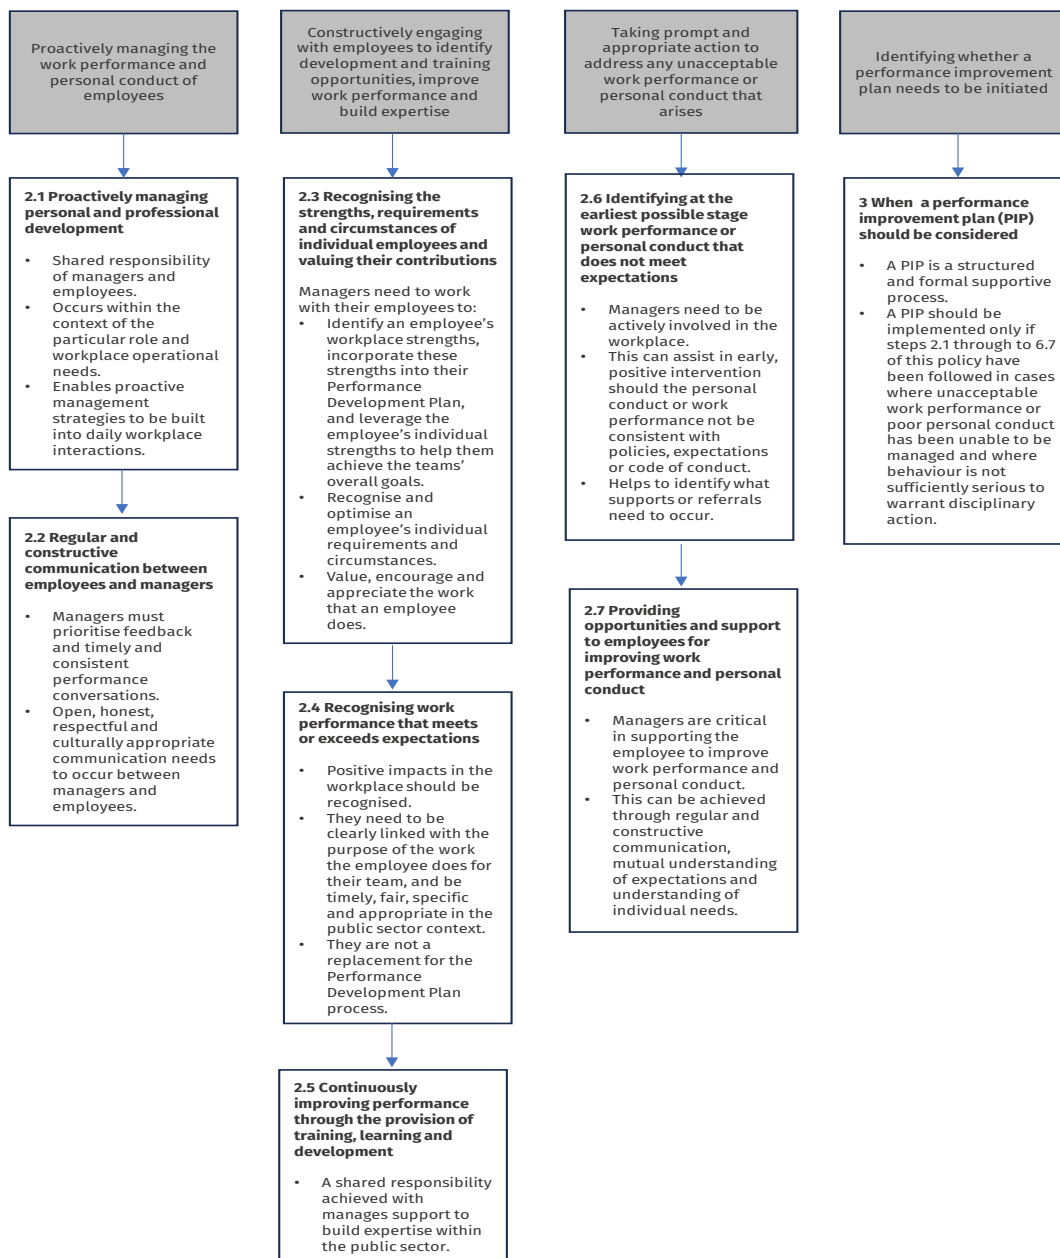 Proactively managing the
work performance and
personal conduct of
employees
2.1 Proactively managing
personal and professional
development
• Shared responsibility
of managers and
employees.
• Occurs within the
context of the
particular role and
workplace operational
needs.
• Enables proactive
management
strategies to be built
into daily workplace
interactions.
2.2 Regular and
constructive
communication between
employees and managers
• Managers must
prioritise feedback
and timely and
consistent
performance
conversations.
• Open, honest,
respectful and
culturally appropriate
communication needs
to occur between
managers and
employees.
Constructively engaging
with employees to identify
development and training
opportunities, improve
work performance and
build expertise
2.3 Recognising the
strengths, requirements
and circumstances of
individual employees and
valuing their contributions
Managers need to work
with their employees to:
• Identify an employee’s
workplace strengths,
incorporate these
strengths into their
Performance
Development Plan,
and leverage the
employee’s individual
strengths to help them
achieve the teams’
overall goals.
• Recognise and
optimise an
employee’s individual
requirements and
circumstances.
• Value, encourage and
appreciate the work
that an employee
does.
2.4 Recognising work
performance that meets
or exceeds expectations
• Positive impacts in the
workplace should be
recognised.
• They need to be
clearly linked with the
purpose of the work
the employee does for
their team, and be
timely, fair, specific
and appropriate in the
public sector context.
• They are not a
replacement for the
Performance
Development Plan
process.
2.5 Continuously
improving performance
through the provision of
training, learning and
development
• A shared responsibility
achieved with
manages support to
build expertise within
the public sector.
Taking prompt and
appropriate action to
address any unacceptable
work performance or
personal conduct that
arises
2.6 Identifying at the
earliest possible stage
work performance or
personal conduct that
does not meet
expectations
• Managers need to be
actively involved in the
workplace.
• This can assist in early,
positive intervention
should the personal
conduct or work
performance not be
consistent with
policies, expectations
or code of conduct.
• Helps to identify what
supports or referrals
need to occur.
2.7 Providing
opportunities and support
to employees for
improving work
performance and personal
conduct
• Managers are critical
in supporting the
employee to improve
work performance and
personal conduct.
• This can be achieved
through regular and
constructive
communication,
mutual understanding
of expectations and
understanding of
individual needs.
Identifying whether a
performance improvement
plan needs to be initiated
3 When a performance
improvement plan (PIP)
should be considered
• A PIP is a structured
and formal supportive
process.
• A PIP should be
implemented only if
steps 2.1 through to 6.7
of this policy have
been followed in cases
where unacceptable
work performance or
poor personal conduct
has been unable to be
managed and where
behaviour is not
sufficiently serious to
warrant disciplinary
action.